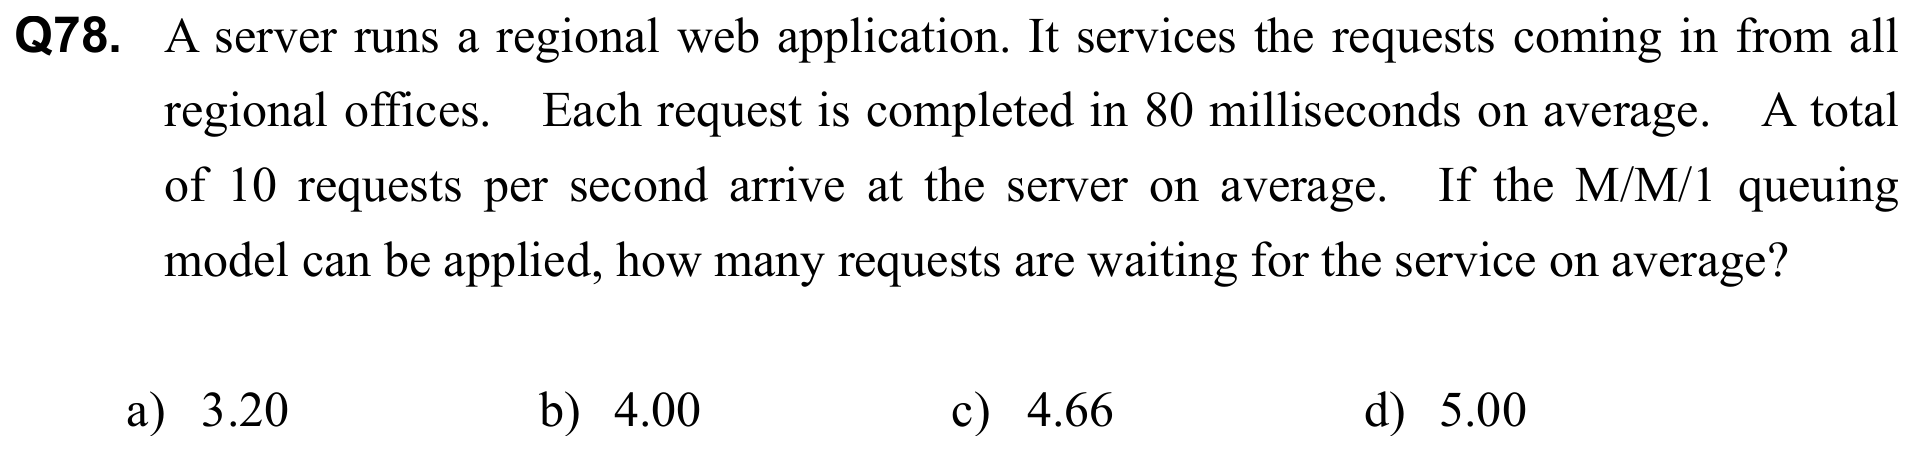 Q78. A server runs a regional web application. It services the requests coming in from all
regional offices. Each request is completed in 80 milliseconds on average. A total
of 10 requests per second arrive at the server on average. If the M/M/1 queuing
model can be applied, how many requests are waiting for the service on average?
a) 3.20 b) 4.00 c) 4.66 d) 5.00